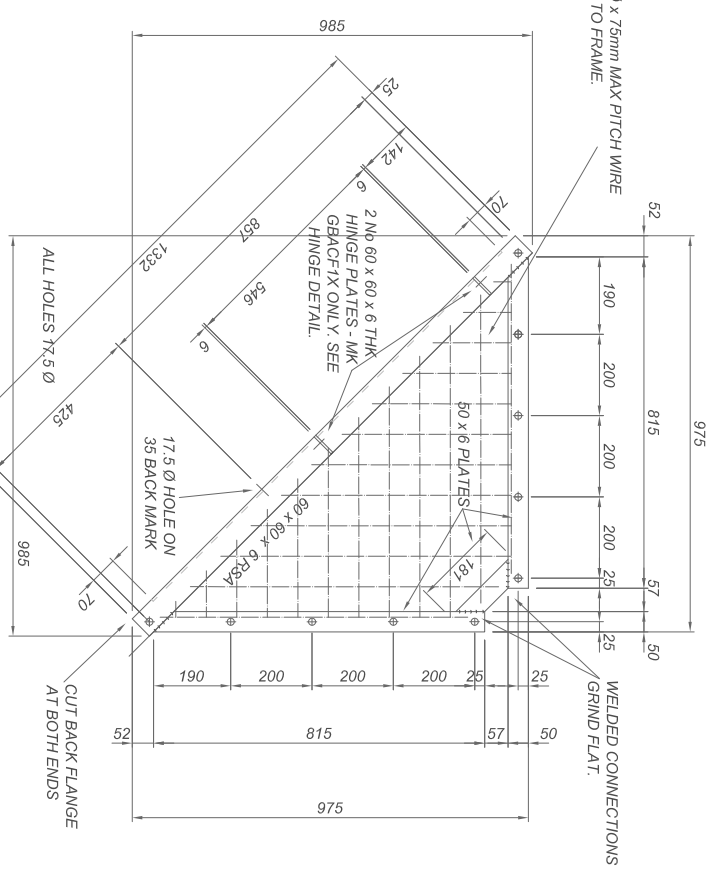 x 75mm MAX PITCH WIRE
TO FRAME.
985
52
975
815
190
200
200
200
25
57
50
25
25
142
6
70
857
1332
546
6
425
2 No 60 x 60 x 6 THK
HINGE PLATES - MK
GBACF1X ONLY. SEE
HINGE DETAIL.
50 x 6 PLATES
181
60 x 60 x 6 RSA
ALL HOLES 17.5 Ø
17.5 Ø HOLE ON
35 BACK MARK
985
70
CUT BACK FLANGE
AT BOTH ENDS
WELDED CONNECTIONS
GRIND FLAT.
190
200
200
200
25
25
52
815
57
50
975